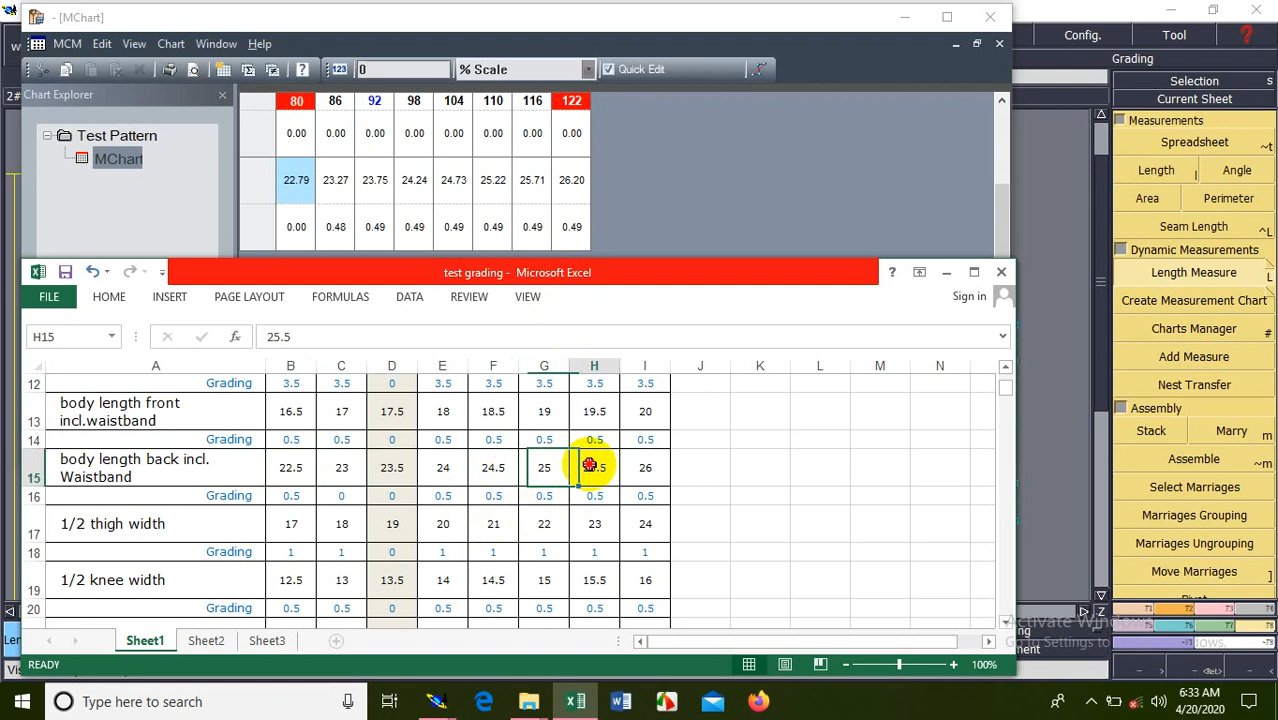 - [MChart]
MCM Edit View Chart Window Help
123 0 % Scale Quick Edit
Config. Tool ?
Grading
Chart Explorer
Test Pattern
MChart
80 86 92 98 104 110 116 122
0.00 0.00 0.00 0.00 0.00 0.00 0.00 0.00
22.79 23.27 23.75 24.24 24.73 25.22 25.71 26.20
0.00 0.48 0.49 0.49 0.49 0.49 0.49 0.49
Selection S
Current Sheet
Measurements
Spreadsheet ~t
Length l Angle
Area Perimeter
Seam Length ^L
Dynamic Measurements
Length Measure L
Create Measurement Chart
Charts Manager #
Add Measure
Nest Transfer
Assembly
Stack Marry m
Assemble ~m
Select Marriages
Marriages Grouping
Marriages Ungrouping
Move Marriages ]
test grading - Microsoft Excel
FILE HOME INSERT PAGE LAYOUT FORMULAS DATA REVIEW VIEW Sign in
H15 fx 25.5
A B C D E F G H I J K L M N
12 Grading 3.5 3.5 0 3.5 3.5 3.5 3.5 3.5
13 body length front incl.waistband 16.5 17 17.5 18 18.5 19 19.5 20
14 Grading 0.5 0.5 0 0.5 0.5 0.5 0.5 0.5
15 body length back incl. Waistband 22.5 23 23.5 24 24.5 25 26
16 Grading 0.5 0 0 0.5 0.5 0.5 0.5 0.5
17 1/2 thigh width 17 18 19 20 21 22 23 24
18 Grading 1 1 0 1 1 1 1 1
19 1/2 knee width 12.5 13 13.5 14 14.5 15 15.5 16
20 Grading 0.5 0.5 0 0.5 0.5 0.5 0.5 0.5
Sheet1 Sheet2 Sheet3
READY 100%
Activate Windows
Go to Settings to
Type here to search
6:33 AM
4/20/2020